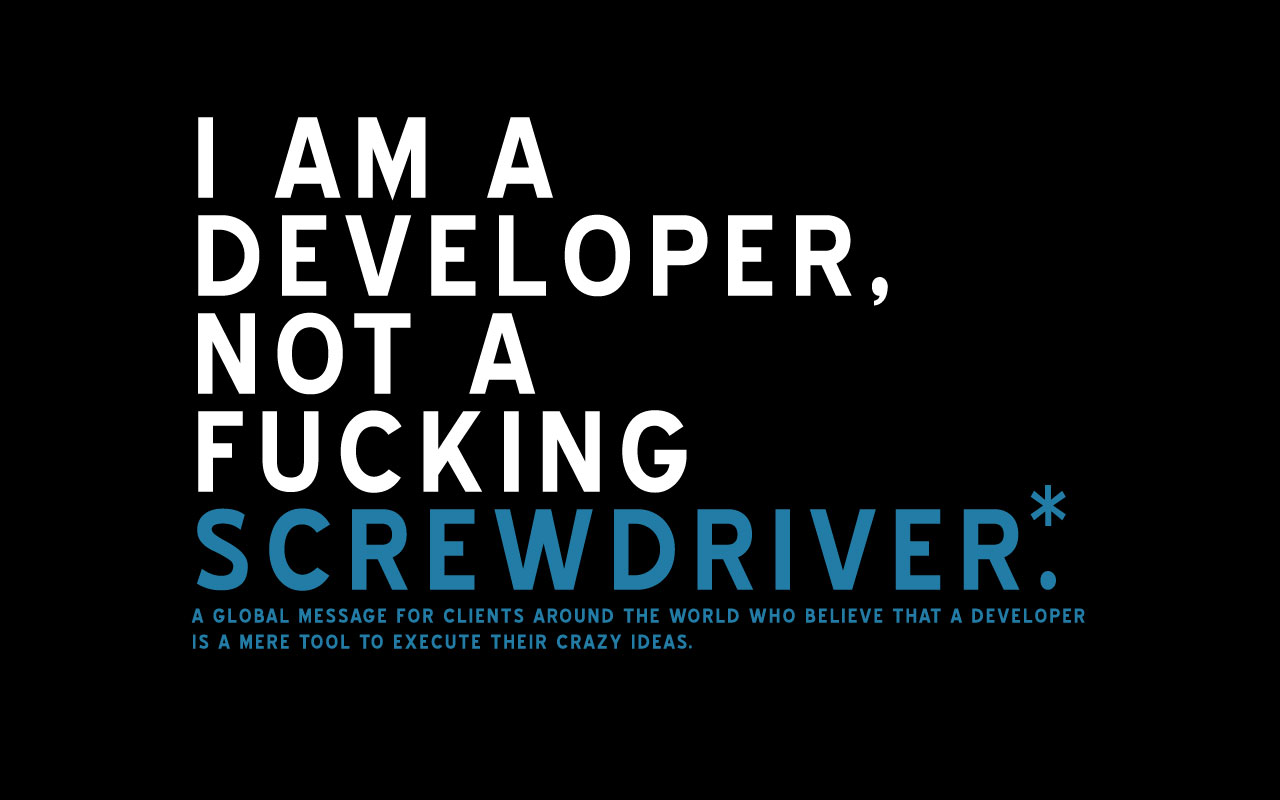 I AM A
DEVELOPER,
NOT A
FUCKING
SCREWDRIVER.*
A GLOBAL MESSAGE FOR CLIENTS AROUND THE WORLD WHO BELIEVE THAT A DEVELOPER
IS A MERE TOOL TO EXECUTE THEIR CRAZY IDEAS.